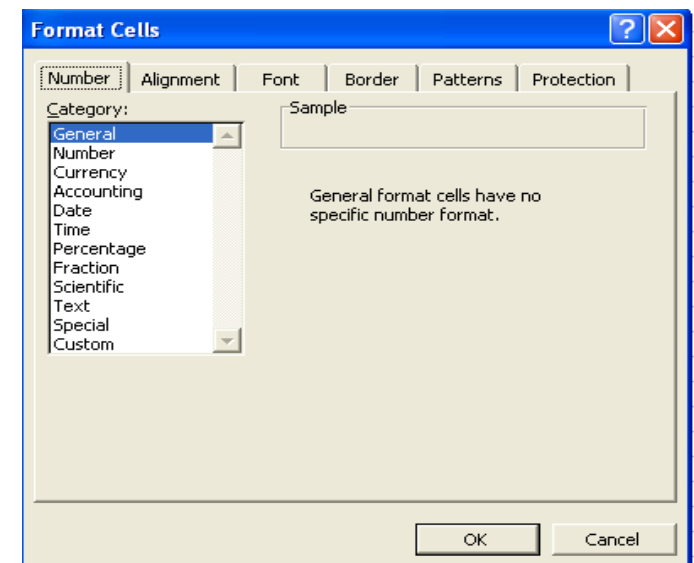 Format Cells
Number Alignment Font Border Patterns Protection
Category:
General
Number
Currency
Accounting
Date
Time
Percentage
Fraction
Scientific
Text
Special
Custom
Sample
General format cells have no
specific number format.
OK Cancel